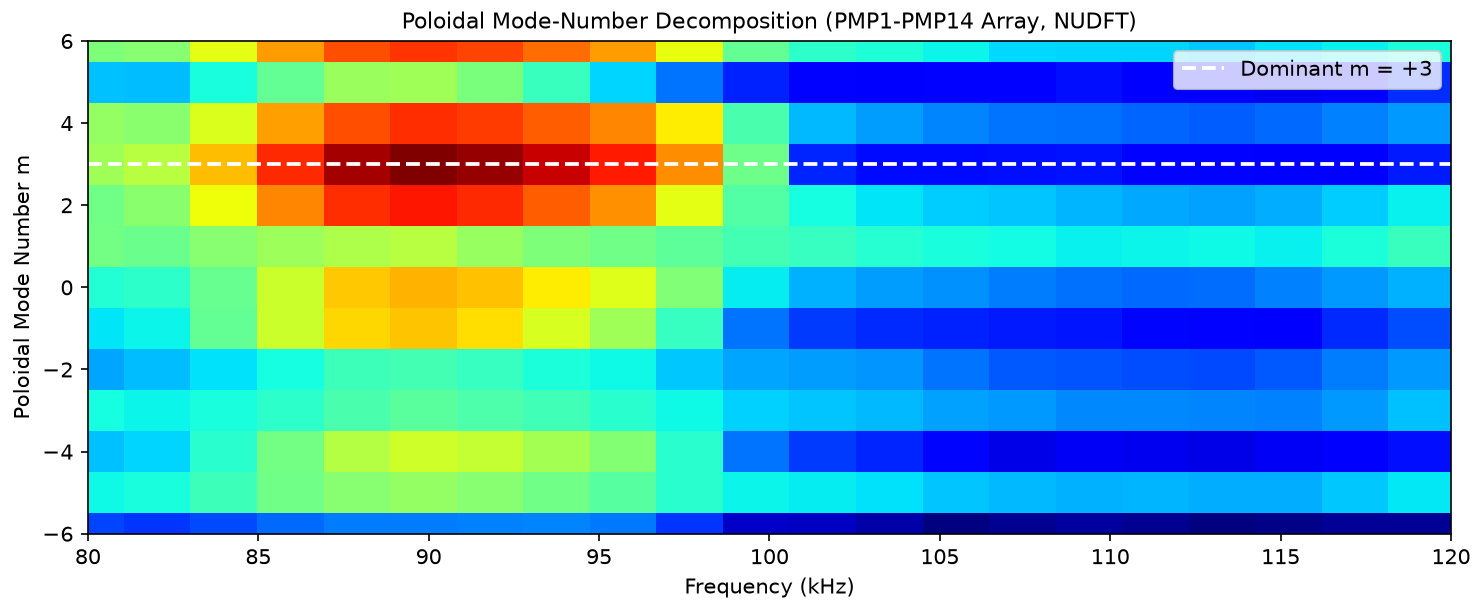 Poloidal Mode-Number Decomposition (PMP1-PMP14 Array, NUDFT)
Dominant m = +3
Poloidal Mode Number m
6
4
2
0
−2
−4
−6
80 85 90 95 100 105 110 115 120
Frequency (kHz)